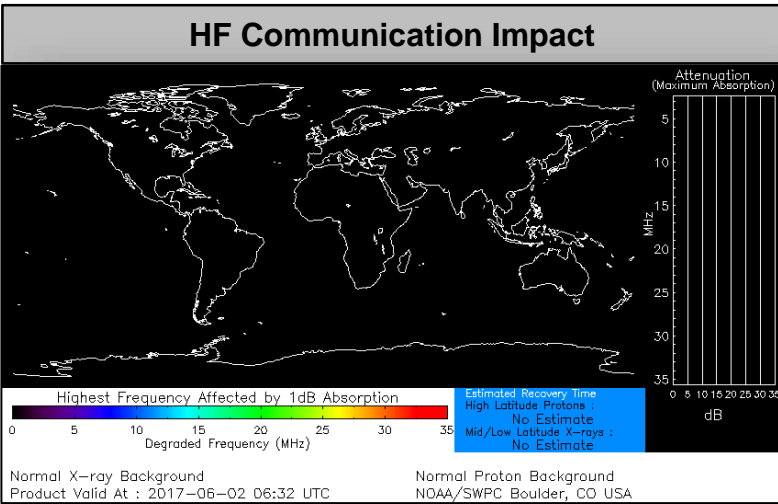 HF Communication Impact
Attenuation
(Maximum Absorption)
5
10
15
20
25
30
35
MHz
0 5 10 15 20 25 30 35
dB
Highest Frequency Affected by 1dB Absorption
0 5 10 15 20 25 30 35
Degraded Frequency (MHz)
Estimated Recovery Time
High Latitude Protons :
No Estimate
Mid/Low Latitude X-rays :
No Estimate
Normal X-ray Background
Normal Proton Background
Product Valid At : 2017-06-02 06:32 UTC
NOAA/SWPC Boulder, CO USA